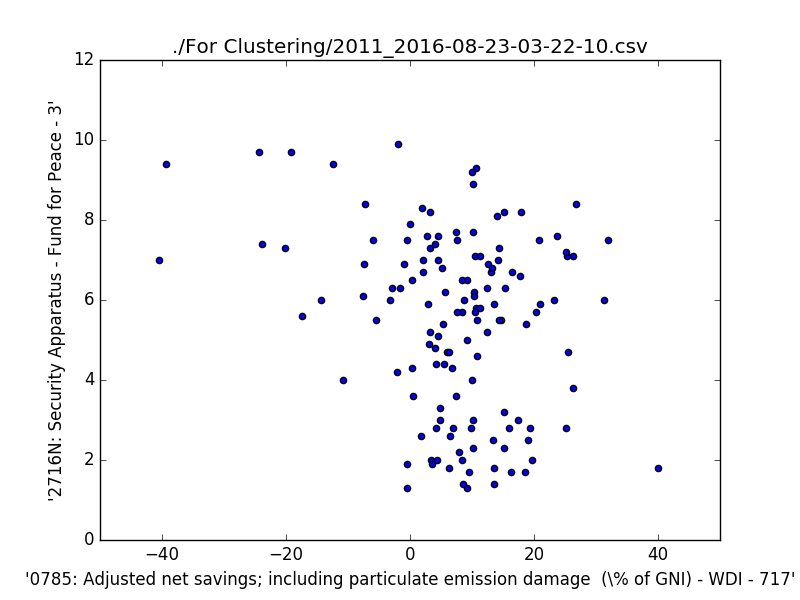 ./For Clustering/2011_2016-08-23-03-22-10.csv
12
10
8
6
4
2
0
'2716N: Security Apparatus - Fund for Peace - 3'
−40 −20 0 20 40
'0785: Adjusted net savings; including particulate emission damage  (\% of GNI) - WDI - 717'